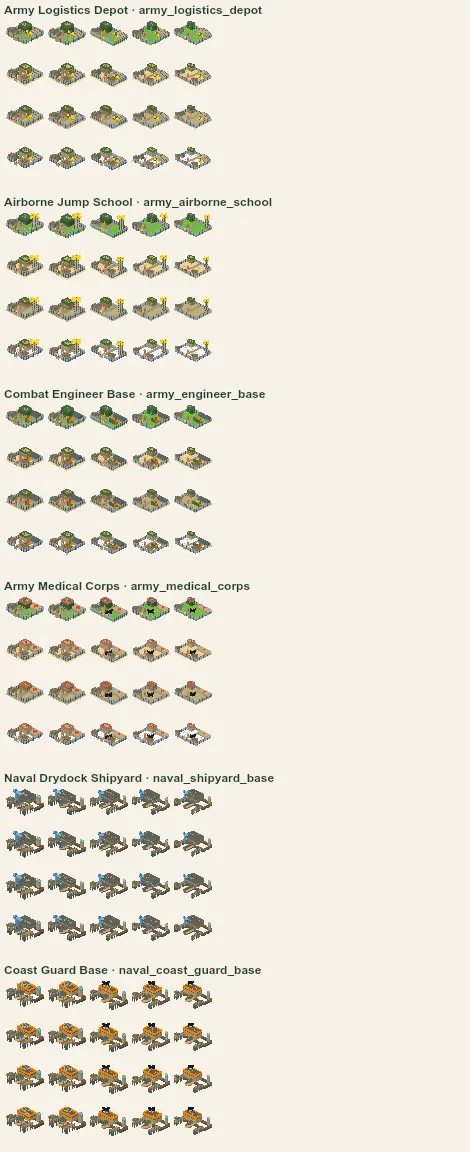 Army Logistics Depot · army_logistics_depot
Airborne Jump School · army_airborne_school
Combat Engineer Base · army_engineer_base
Army Medical Corps · army_medical_corps
Naval Drydock Shipyard · naval_shipyard_base
Coast Guard Base · naval_coast_guard_base